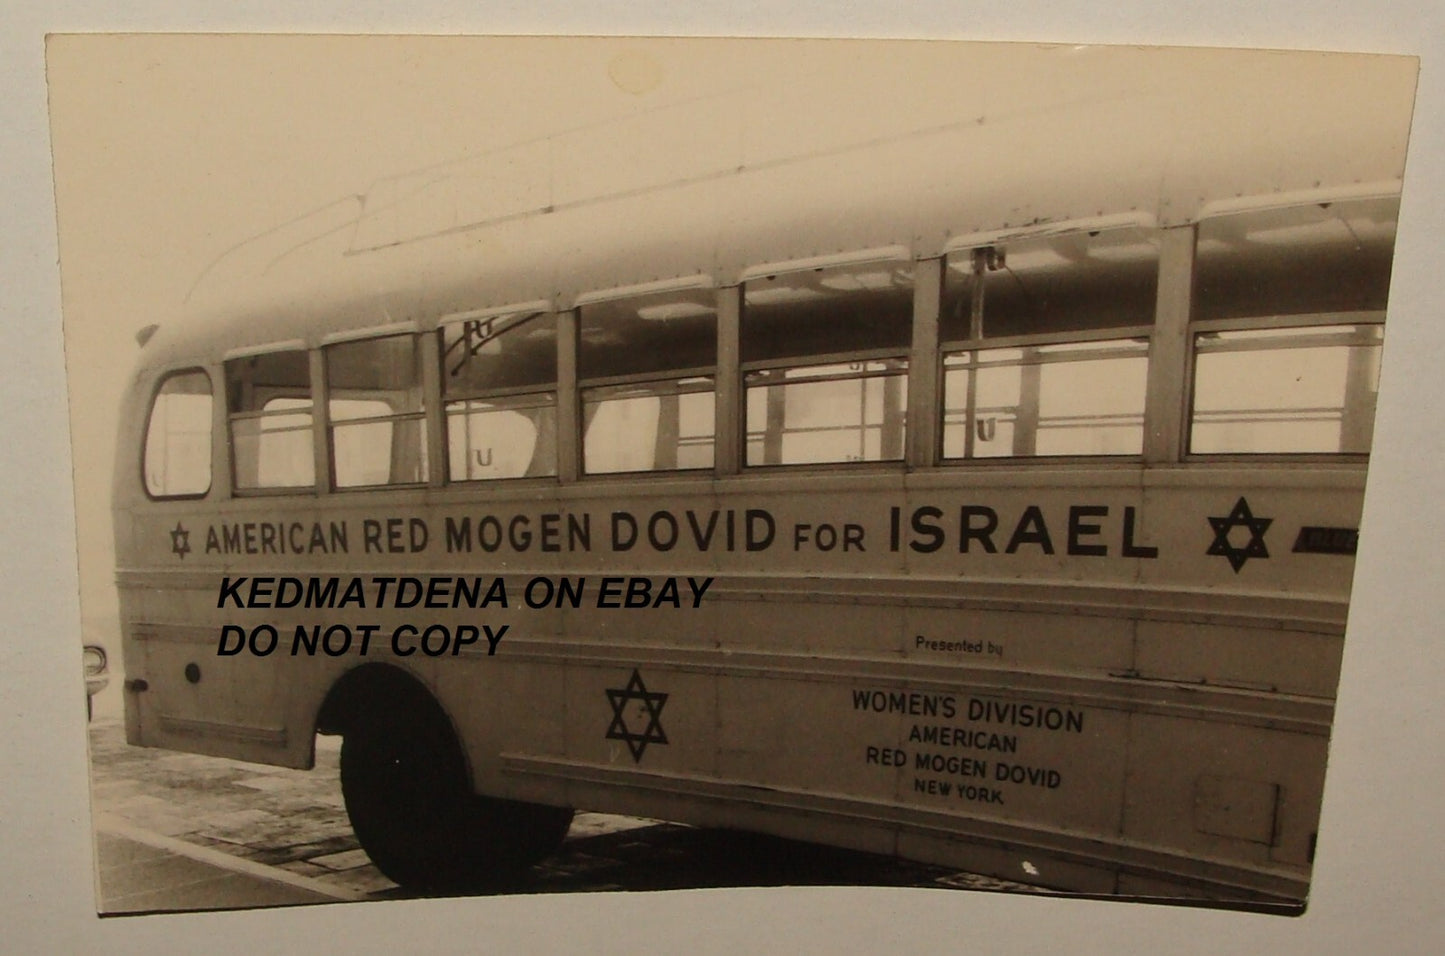 AMERICAN RED MOGEN DOVID FOR ISRAEL
KEDMATDENA ON EBAY
DO NOT COPY
Presented by
WOMEN'S DIVISION
AMERICAN
RED MOGEN DOVID
NEW YORK